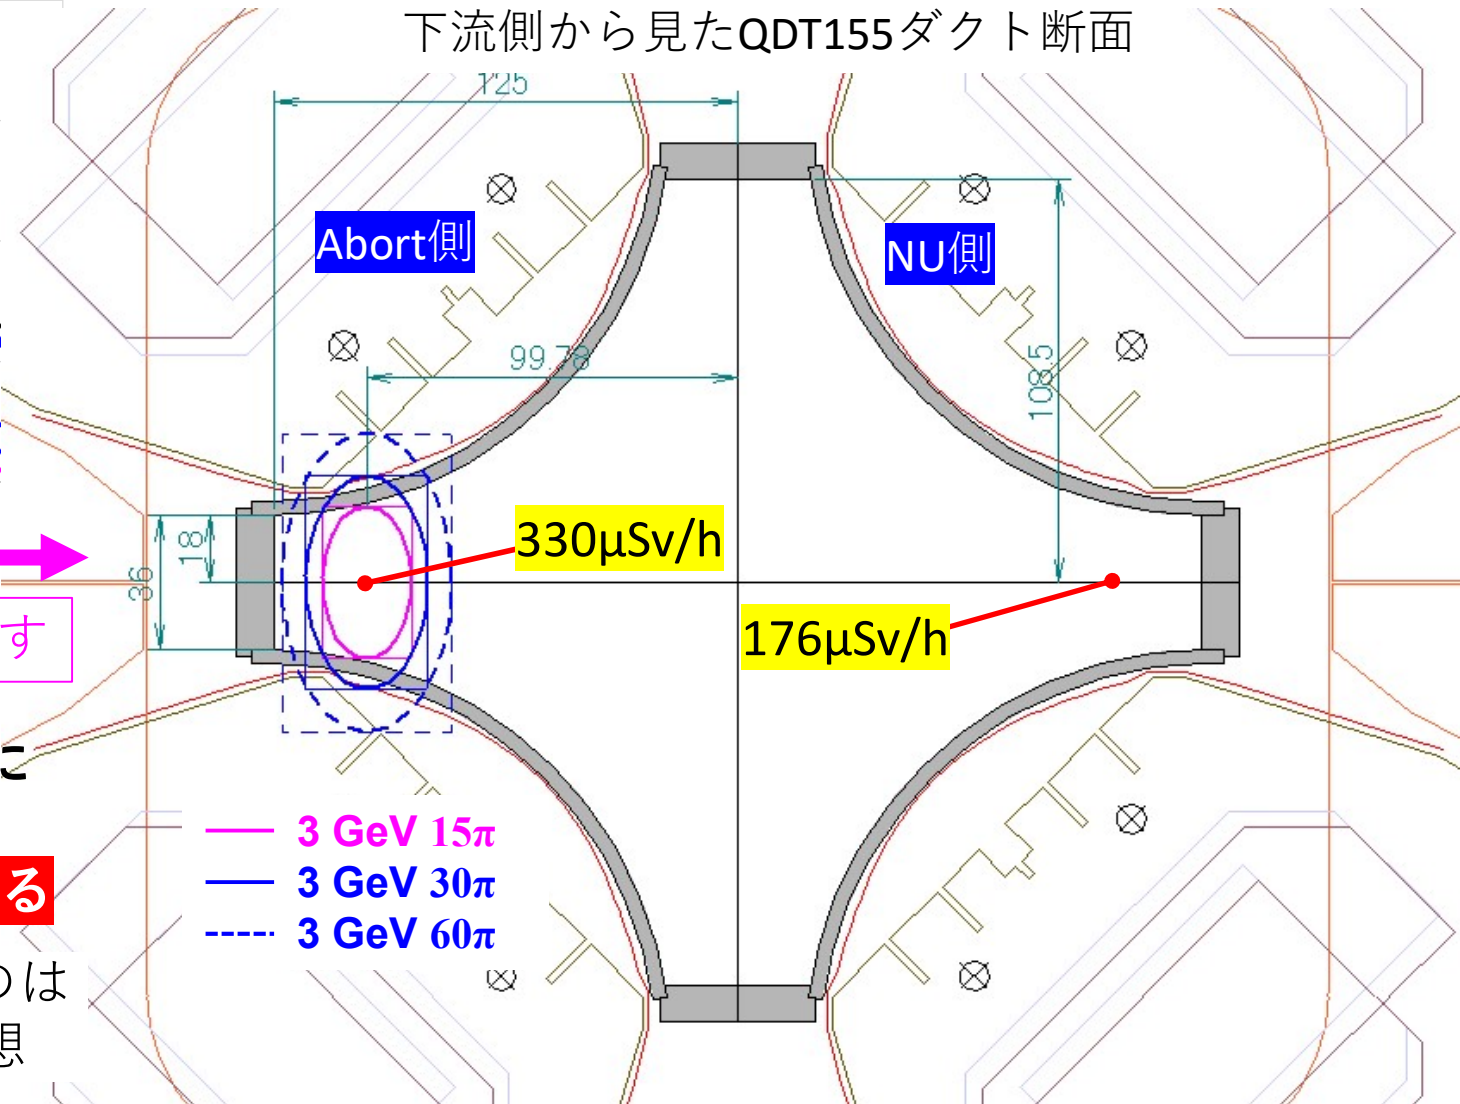 下流側から見たQDT155ダクト断面
125
Abort側
NU側
99.78
108.5
18
36
330μSv/h
176μSv/h
す
に
3 GeV 15π
3 GeV 30π
3 GeV 60π
る
のは
想